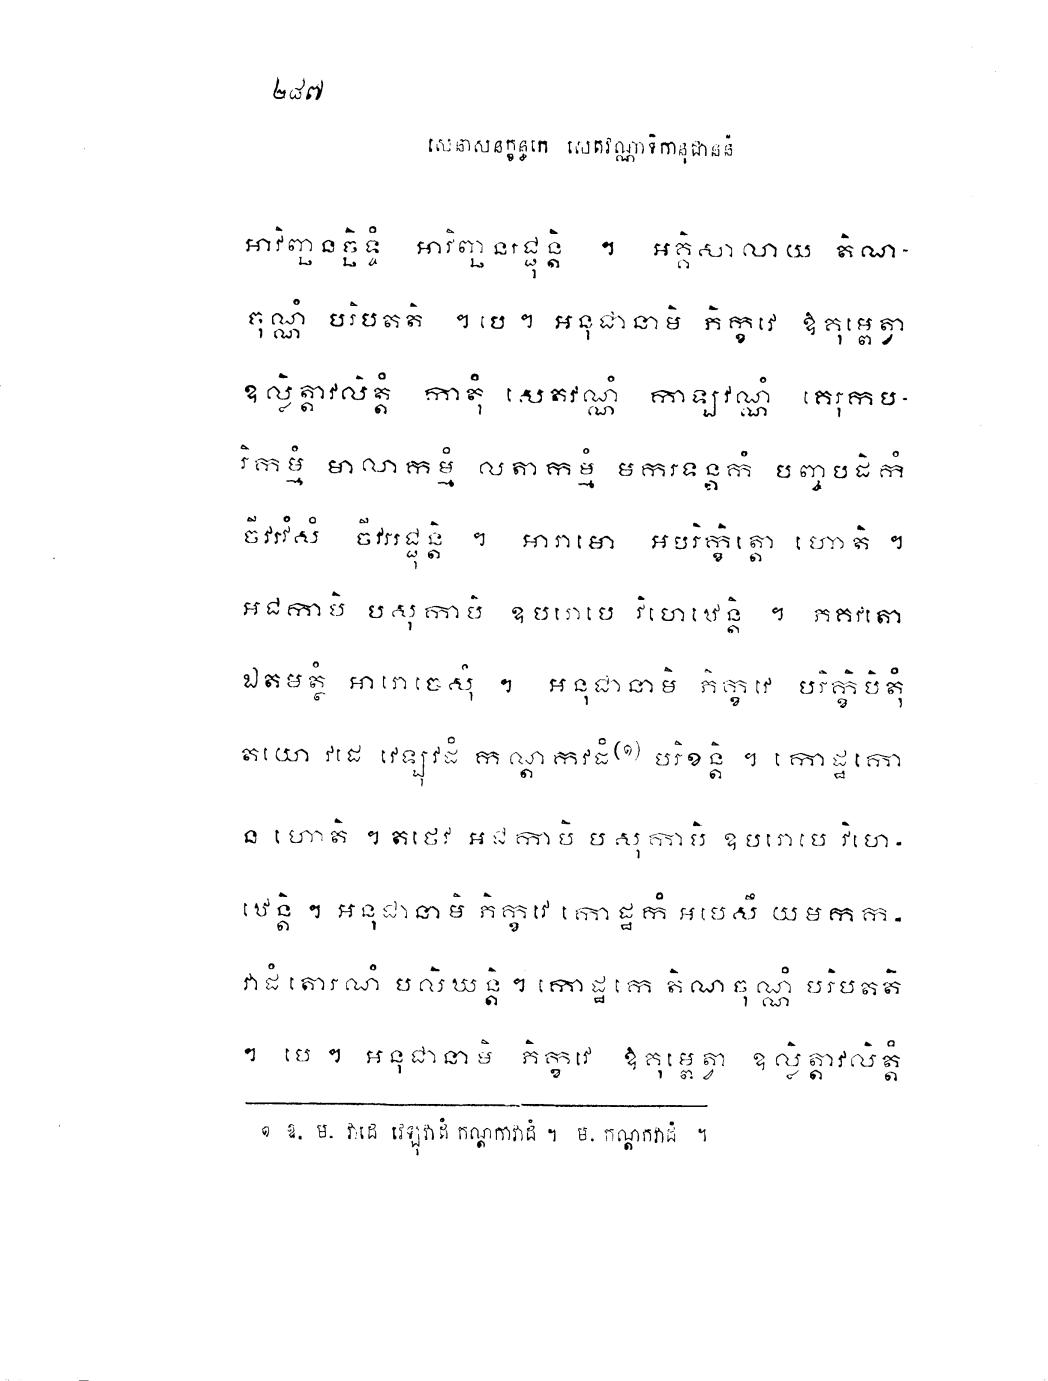 ២៨៧
សេនាសនក្ខន្ធកេ សេតវណ្ណាទិកានុជាននំ
អាវិញ្ឆនច្ឆិទ្ទំ អាវិញ្ឆនរជ្ជុន្តិ ។ អគ្គិសាលាយ តិណ-
ចុណ្ណំ បរិបតតិ ។ បេ ។ អនុជានាមិ ភិក្ខវេ ឱគុម្ពេត្វា
ឧល្លិត្តាវលិត្តំ កាតុំ សេតវណ្ណំ កាឡវណ្ណំ គេរុកប-
រិកម្មំ មាលាកម្មំ លតាកម្មំ មករទន្តកំ បញ្ចបដិកំ
ចីវរវំសំ ចីវររជ្ជុន្តិ ។ អារាមោ អបរិក្ខិត្តោ ហោតិ ។
អជកាបិ បសុកាបិ ឧបរោបេ វិហេឋេន្តិ ។ ភគវតោ
ឯតមត្ថំ អារោចេសុំ ។ អនុជានាមិ ភិក្ខវេ បរិក្ខិបិតុំ
តយោ វដេ វេឡុវដំ កណ្តកវដំ(១) បរិខន្តិ ។ កោដ្ឋកោ
ន ហោតិ ។ តថេវ អជកាបិ បសុកាបិ ឧបរោបេ វិហេ-
ឋេន្តិ ។ អនុជានាមិ ភិក្ខវេ កោដ្ឋកំ អបេសឹ យមកក-
វាដំ តោរណំ បលិឃន្តិ ។ កោដ្ឋកេ តិណចុណ្ណំ បរិបតតិ
។ បេ ។ អនុជានាមិ ភិក្ខវេ ឱគុម្ពេត្វា ឧល្លិត្តាវលិត្តំ
១ ឱ. ម. វាដេ វេឡុវាដំ កណ្តកាវាដំ ។ ម. កណ្តកវាដំ ។